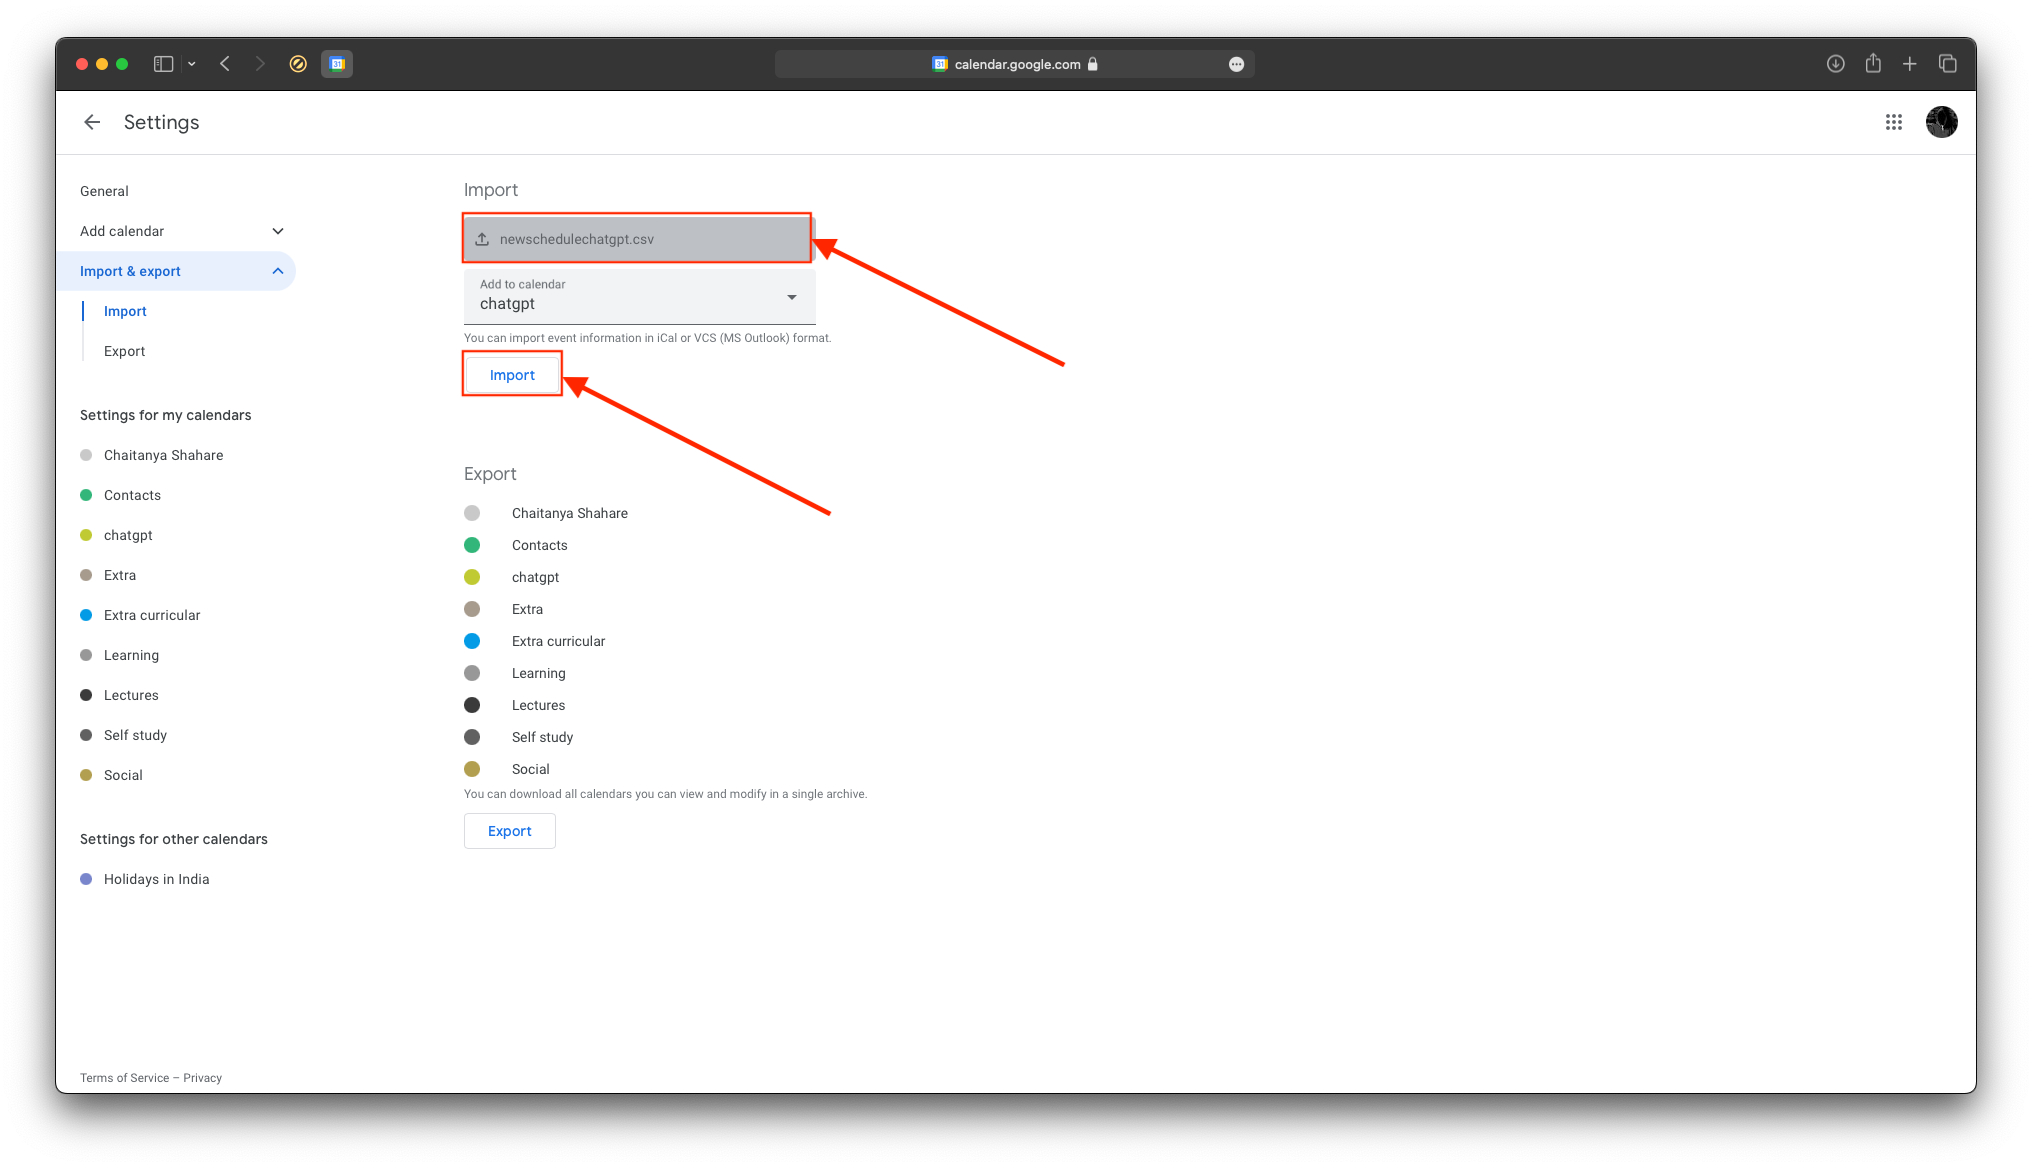 calendar.google.com
Settings
General
Add calendar
Import & export
Import
Export
Settings for my calendars
Chaitanya Shahare
Contacts
chatgpt
Extra
Extra curricular
Learning
Lectures
Self study
Social
Settings for other calendars
Holidays in India
Terms of Service – Privacy
Import
newschedulechatgpt.csv
Add to calendar
chatgpt
You can import event information in iCal or VCS (MS Outlook) format.
Import
Export
Chaitanya Shahare
Contacts
chatgpt
Extra
Extra curricular
Learning
Lectures
Self study
Social
You can download all calendars you can view and modify in a single archive.
Export